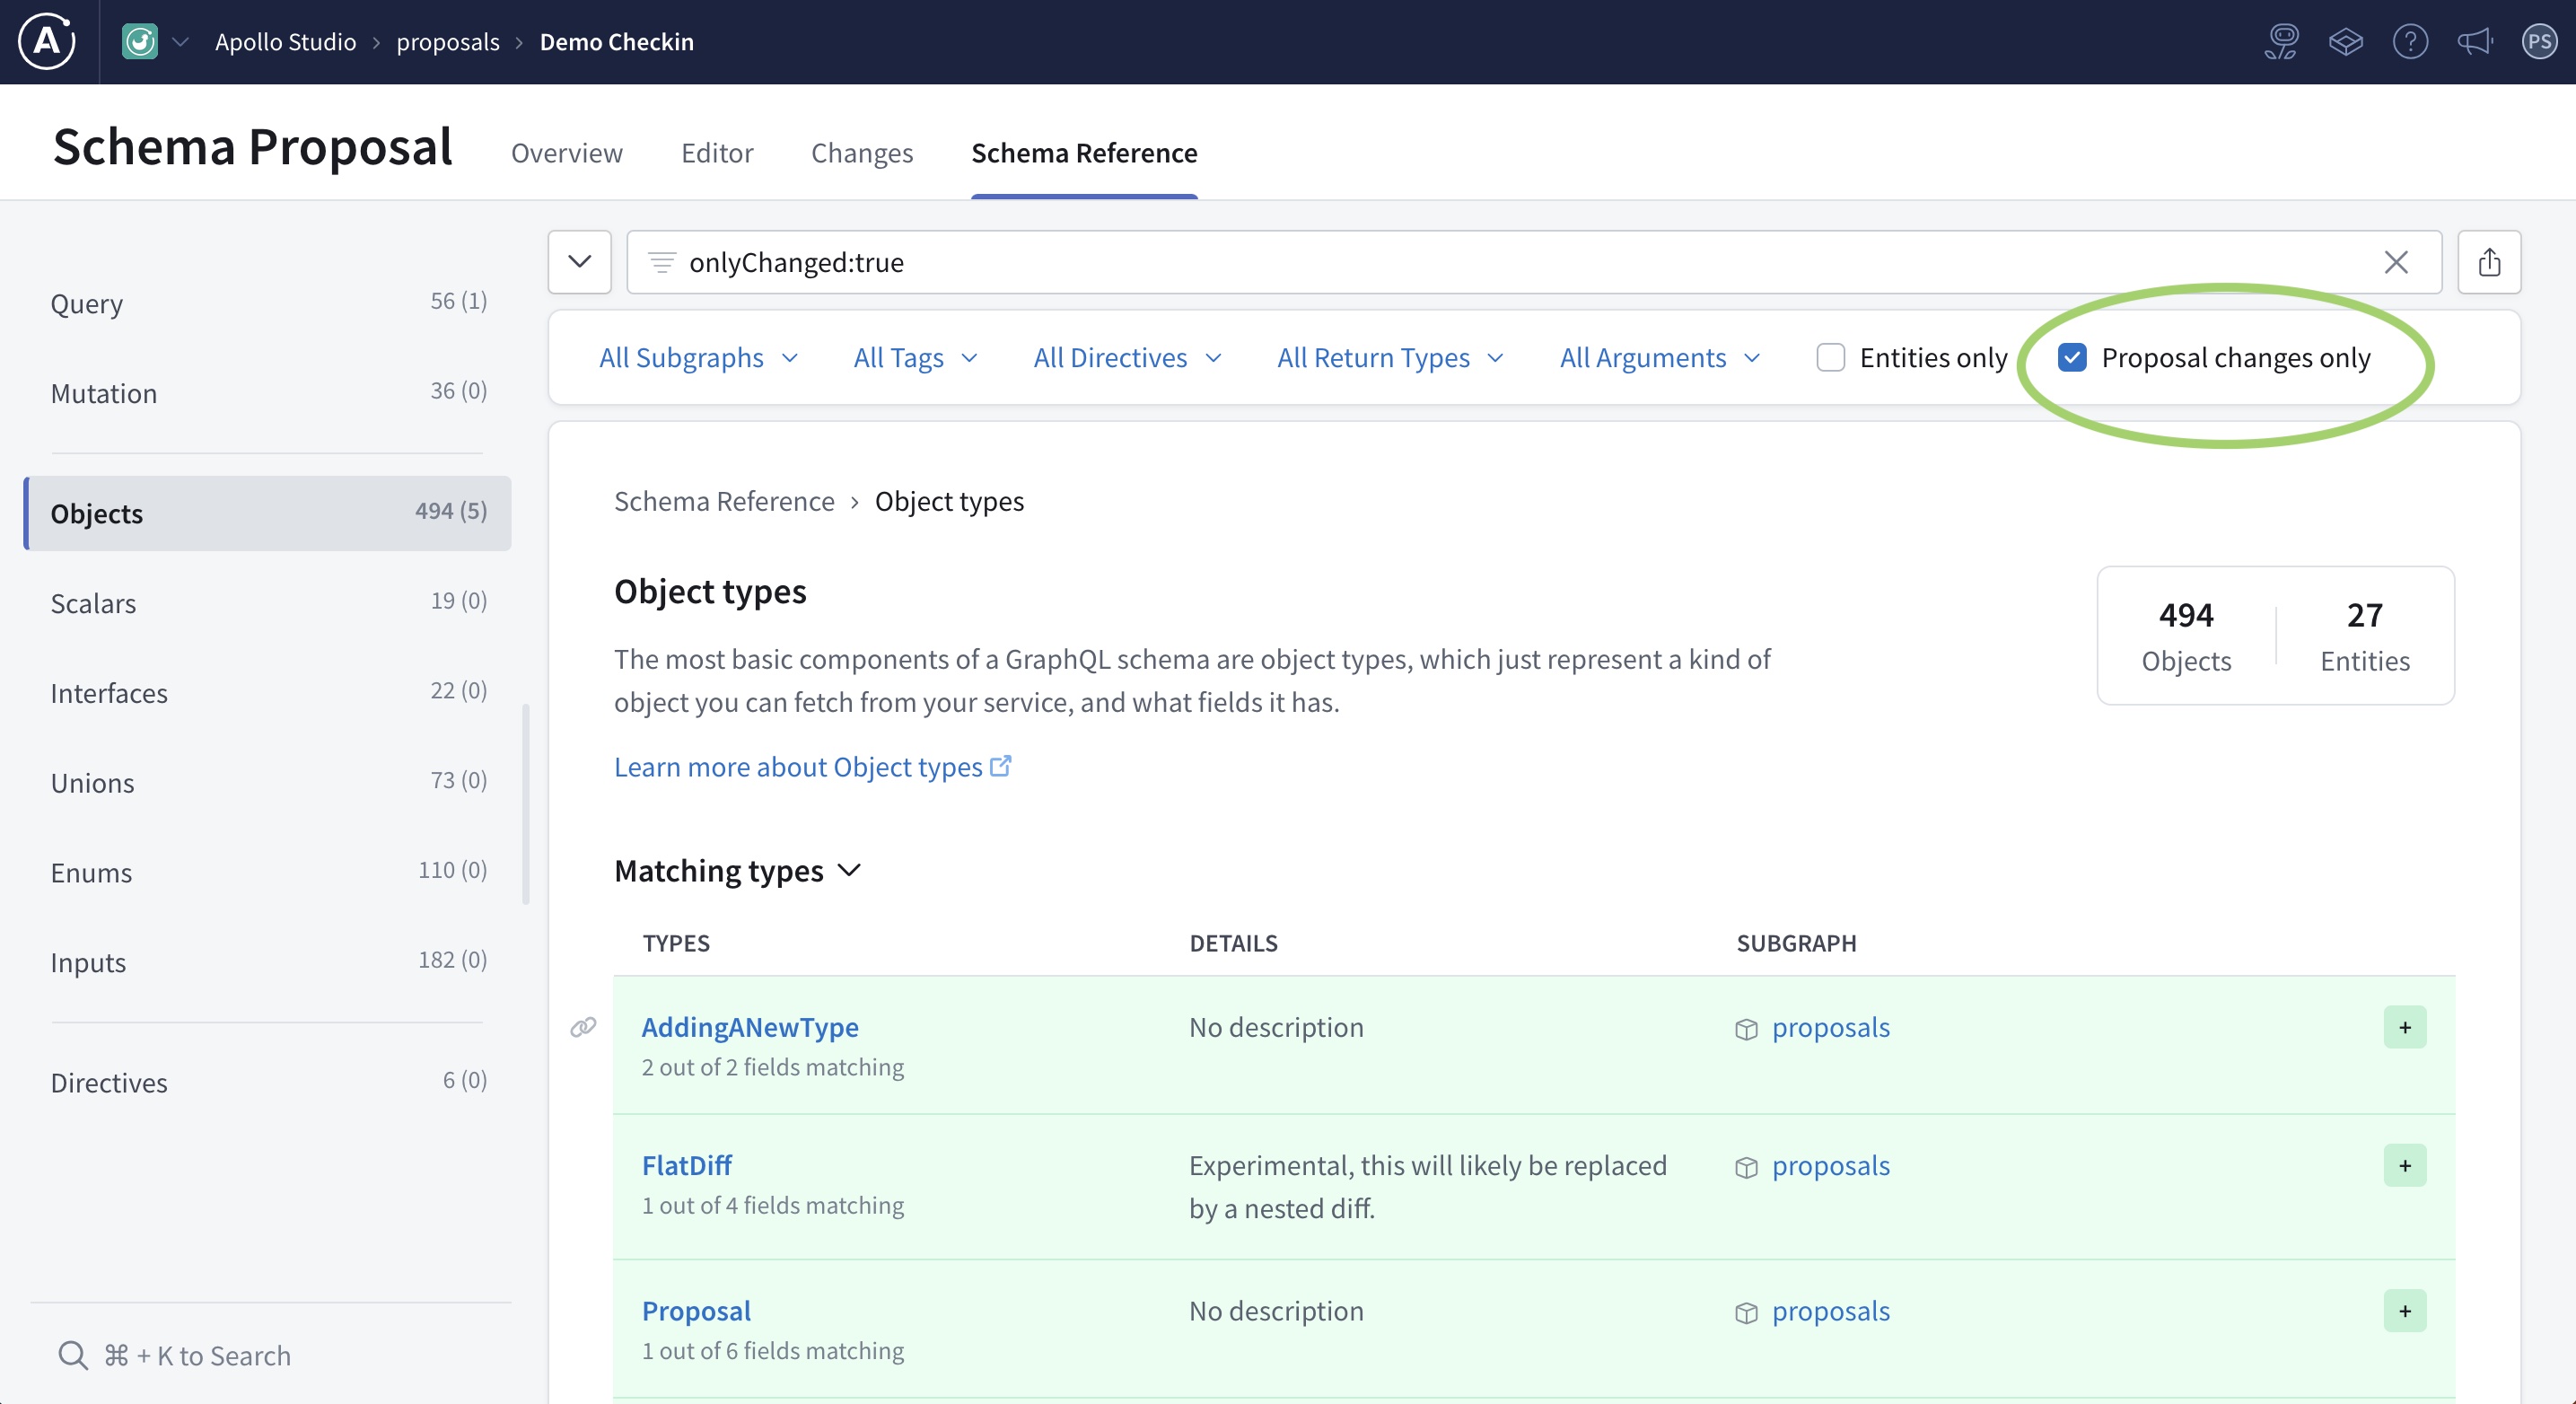 A Apollo Studio › proposals › Demo Checkin ? PS
Schema Proposal Overview Editor Changes Schema Reference
onlyChanged:true
All Subgraphs All Tags All Directives All Return Types All Arguments Entities only Proposal changes only
Query 56 (1)
Mutation 36 (0)
Objects 494 (5)
Scalars 19 (0)
Interfaces 22 (0)
Unions 73 (0)
Enums 110 (0)
Inputs 182 (0)
Directives 6 (0)
⌘ + K to Search
Schema Reference › Object types
Object types
The most basic components of a GraphQL schema are object types, which just represent a kind of
object you can fetch from your service, and what fields it has.
Learn more about Object types
494 27
Objects Entities
Matching types
TYPES DETAILS SUBGRAPH
AddingANewType No description proposals +
2 out of 2 fields matching
FlatDiff Experimental, this will likely be replaced proposals +
1 out of 4 fields matching by a nested diff.
Proposal No description proposals +
1 out of 6 fields matching